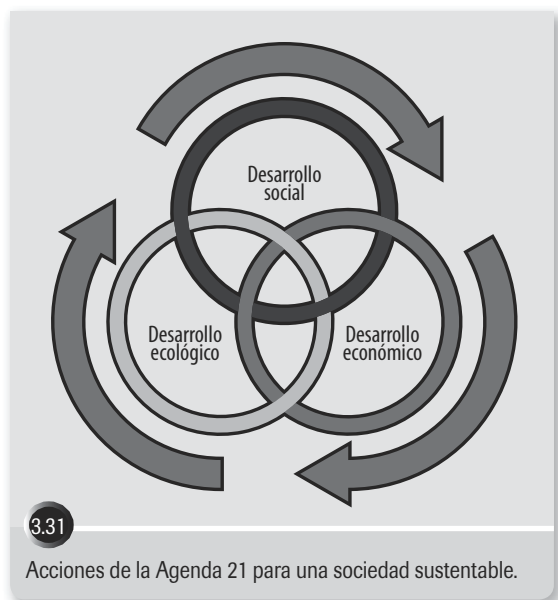 Desarrollo
social
Desarrollo
ecológico
Desarrollo
económico
3.31
Acciones de la Agenda 21 para una sociedad sustentable.